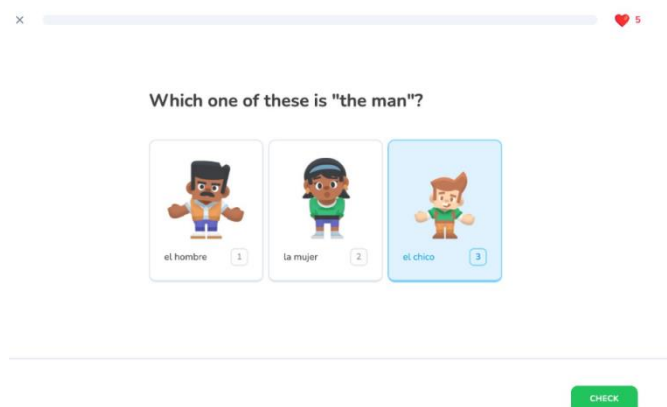 5
Which one of these is "the man"?
el hombre 1
la mujer 2
el chico 3
CHECK